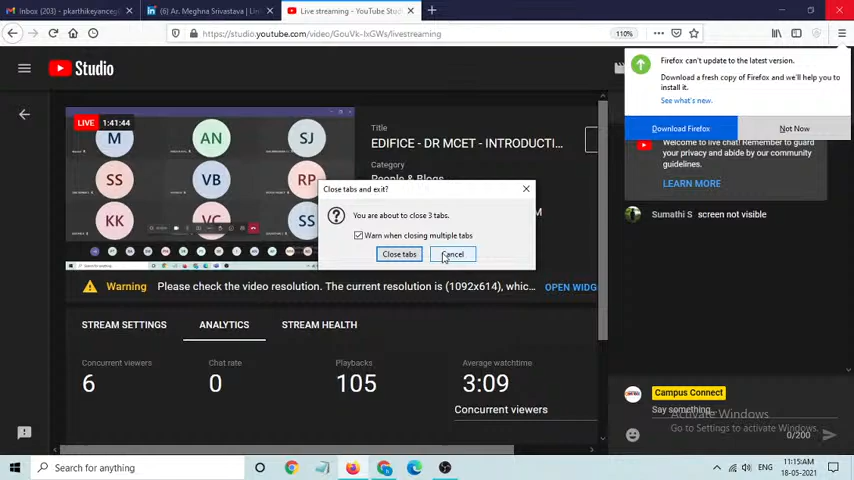 Inbox (203) - pkarthikeyanceg
(4) Ar. Meghna Srivastava | Lin
Live streaming - YouTube Stud
https://studio.youtube.com/video/GouVk-IxGWs/livestreaming
110%
Studio
Firefox can't update to the latest version.
Download a fresh copy of Firefox and we'll help you to
install it.
See what's new.
Download Firefox
Not Now
LIVE 1:41:44
M AN SJ
SS VB RP
KK VC SS
Title
EDIFICE - DR MCET - INTRODUCTI...
Category
People & Blogs
M
Welcome to live chat! Remember to
guard your privacy and abide by our community
guidelines.
LEARN MORE
Sumathi S screen not visible
Close tabs and exit?
You are about to close 3 tabs.
Warn when closing multiple tabs
Close tabs
Cancel
Warning Please check the video resolution. The current resolution is (1092x614), whic...
OPEN WIDG
STREAM SETTINGS
ANALYTICS
STREAM HEALTH
Concurrent viewers
6
Chat rate
0
Playbacks
105
Average watchtime
3:09
Concurrent viewers
Campus Connect
Say something...
0/200
Activate Windows
Go to Settings to activate Windows.
Search for anything
ENG
11:15 AM
18-05-2021